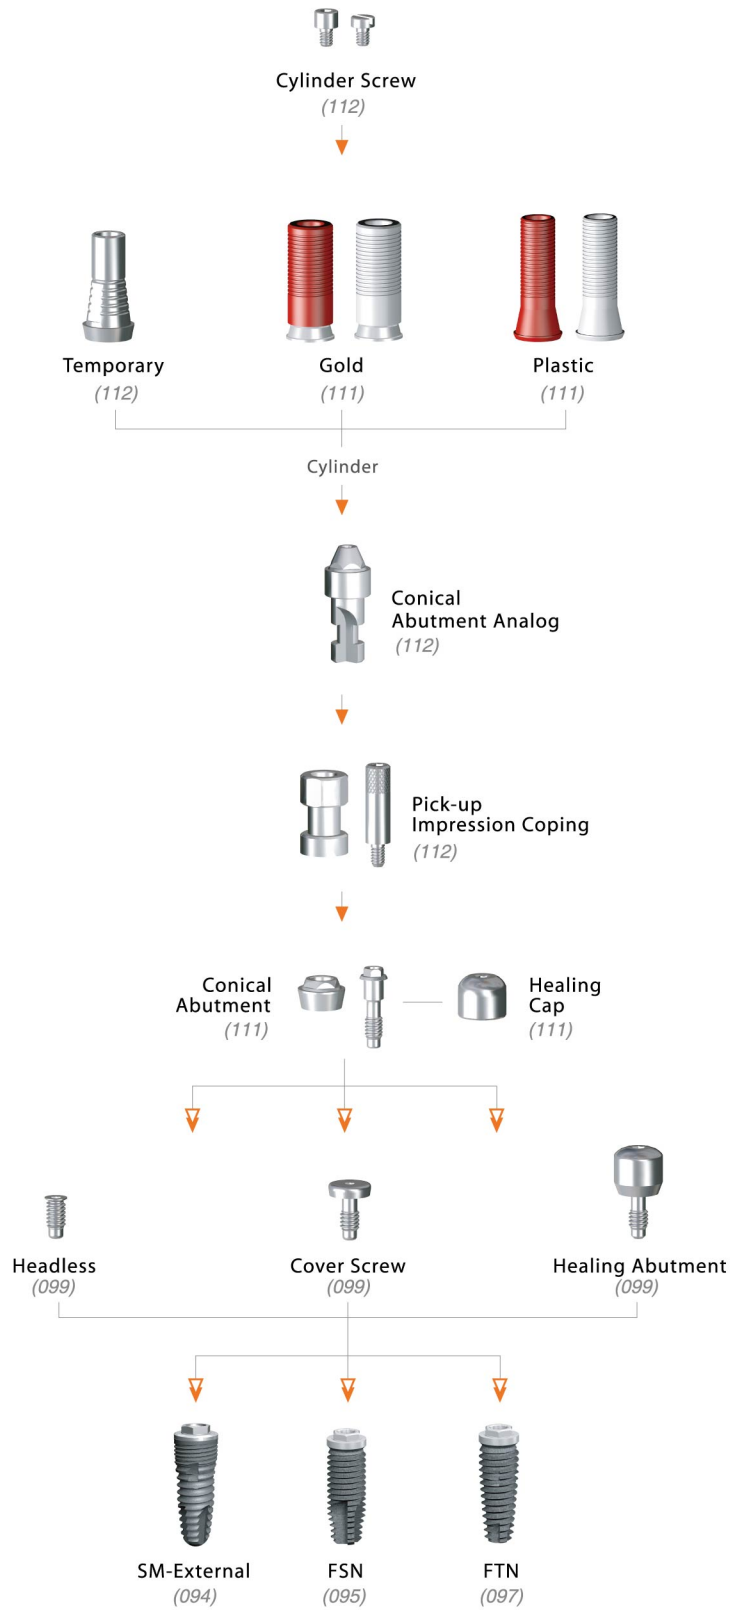 Cylinder Screw
(112)
Temporary
(112)
Gold
(111)
Plastic
(111)
Cylinder
Conical
Abutment Analog
(112)
Pick-up
Impression Coping
(112)
Conical
Abutment
(111)
Healing
Cap
(111)
Headless
(099)
Cover Screw
(099)
Healing Abutment
(099)
SM-External
(094)
FSN
(095)
FTN
(097)